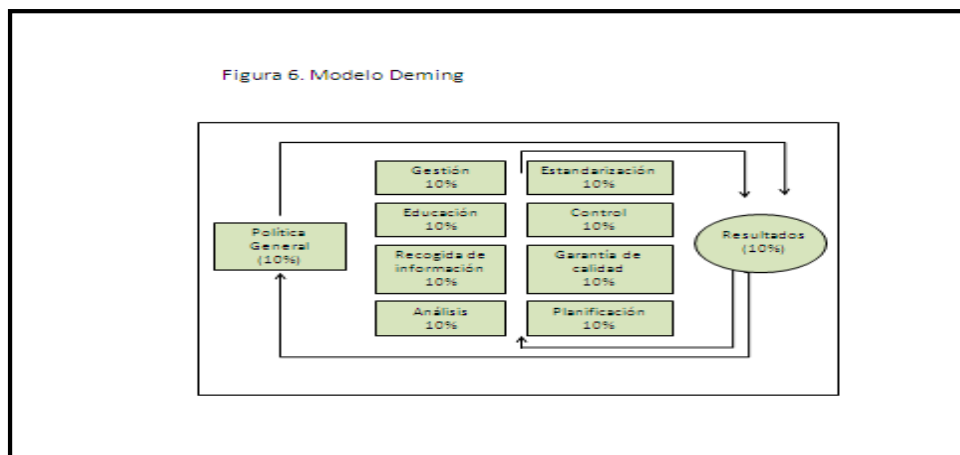 Figura 6. Modelo Deming
Gestión
10%
Estandarización
10%
Educación
10%
Control
10%
Política
General
(10%)
Resultados
(10%)
Recogida de
información
10%
Garantía de
calidad
10%
Análisis
10%
Planificación
10%